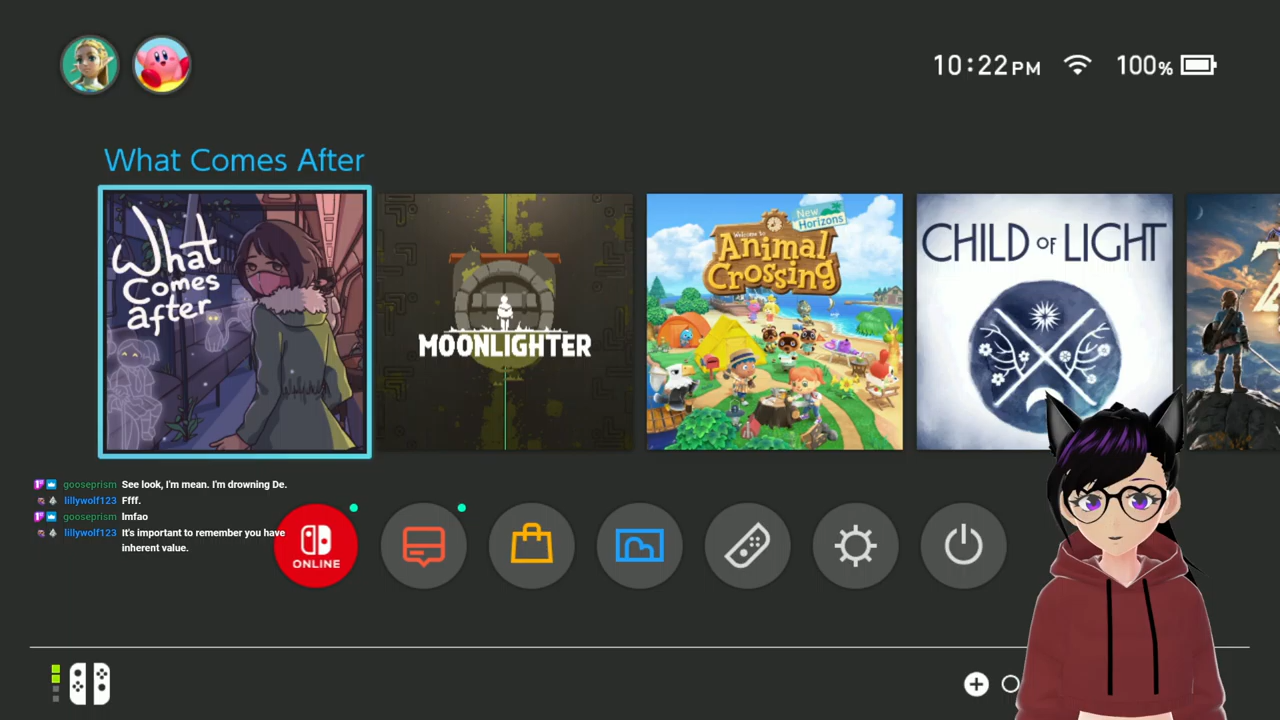 10:22PM 100%
What Comes After
What
Comes
after
MOONLIGHTER
New
Horizons
Welcome to
Animal
Crossing
CHILD OF LIGHT
gooseprism See look, I'm mean. I'm drowning De.
lillywolf123 Ffff.
gooseprism lmfao
lillywolf123 It's important to remember you have
inherent value.
ONLINE